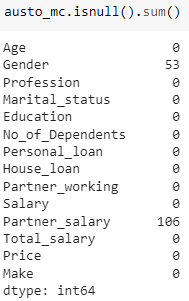 austo_mc.isnull().sum()
Age 0
Gender 53
Profession 0
Marital_status 0
Education 0
No_of_Dependents 0
Personal_loan 0
House_loan 0
Partner_working 0
Salary 0
Partner_salary 106
Total_salary 0
Price 0
Make 0
dtype: int64